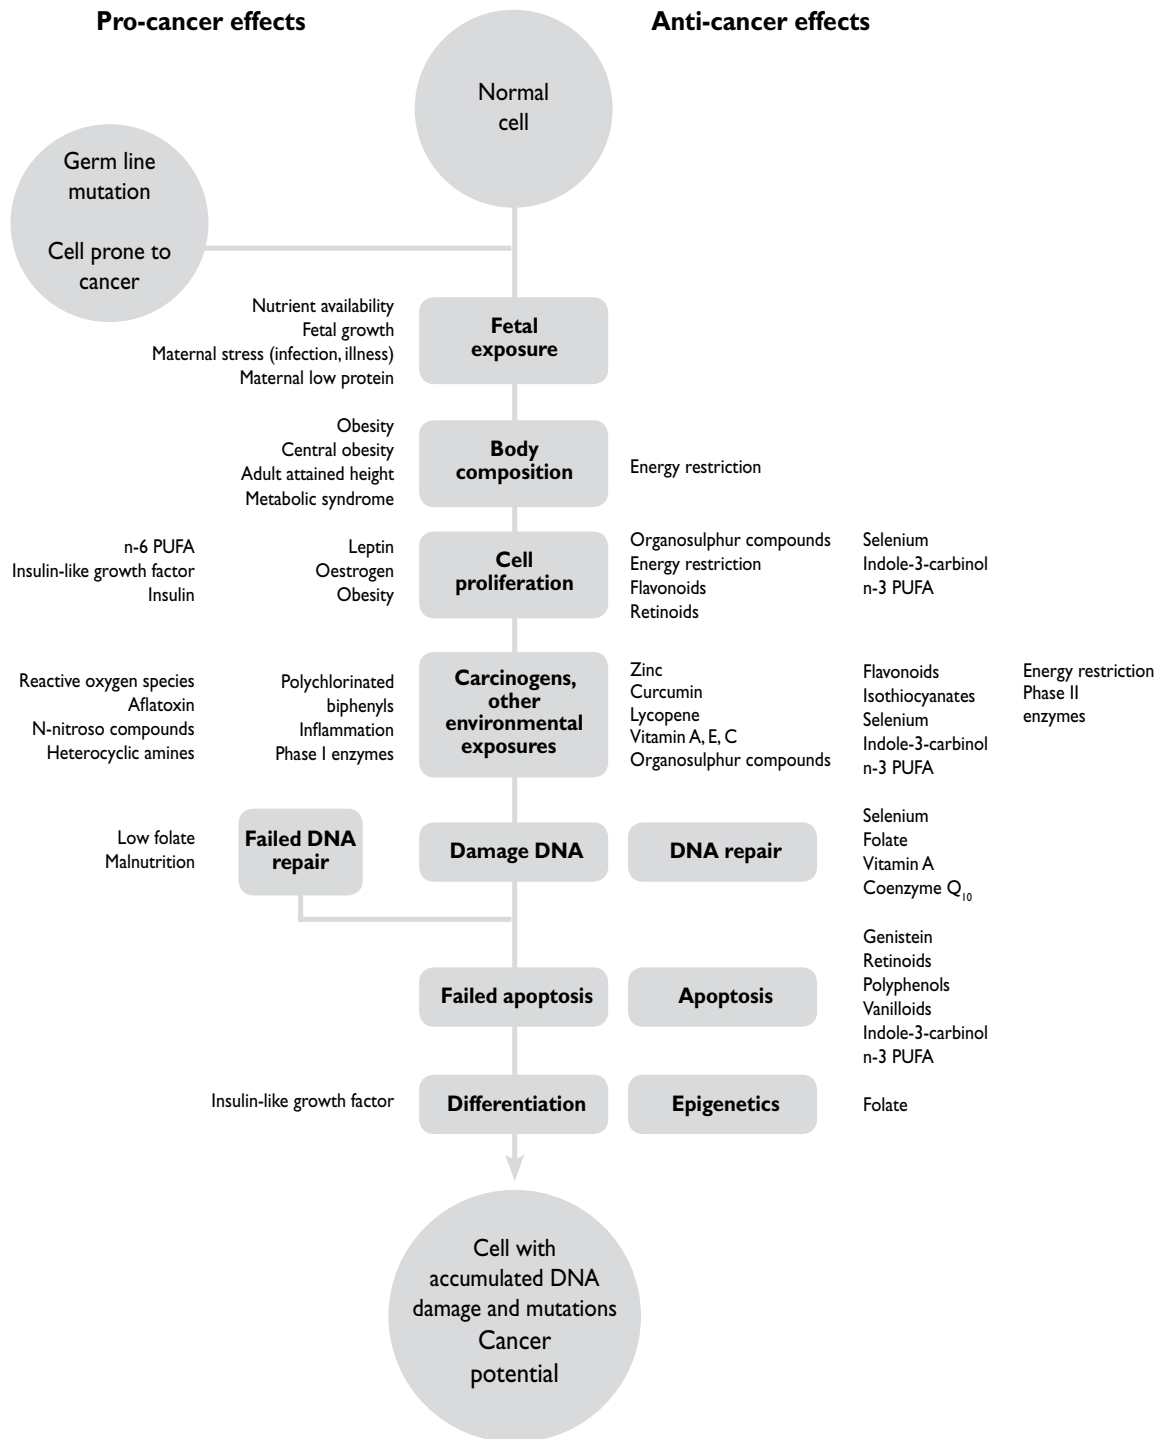 Pro-cancer effects
Anti-cancer effects
Normal
cell
Germ line
mutation
Cell prone to
cancer
Nutrient availability
Fetal growth
Maternal stress (infection, illness)
Maternal low protein
Fetal
exposure
Obesity
Central obesity
Adult attained height
Metabolic syndrome
Body
composition
Energy restriction
n-6 PUFA
Insulin-like growth factor
Insulin
Leptin
Oestrogen
Obesity
Cell
proliferation
Organosulphur compounds
Energy restriction
Flavonoids
Retinoids
Selenium
Indole-3-carbinol
n-3 PUFA
Reactive oxygen species
Aflatoxin
N-nitroso compounds
Heterocyclic amines
Polychlorinated
biphenyls
Inflammation
Phase I enzymes
Carcinogens,
other
environmental
exposures
Zinc
Curcumin
Lycopene
Vitamin A, E, C
Organosulphur compounds
Flavonoids
Isothiocyanates
Selenium
Indole-3-carbinol
n-3 PUFA
Energy restriction
Phase II
enzymes
Low folate
Malnutrition
Failed DNA
repair
Damage DNA
DNA repair
Selenium
Folate
Vitamin A
Coenzyme Q10
Failed apoptosis
Apoptosis
Genistein
Retinoids
Polyphenols
Vanilloids
Indole-3-carbinol
n-3 PUFA
Insulin-like growth factor
Differentiation
Epigenetics
Folate
Cell with
accumulated DNA
damage and mutations
Cancer
potential